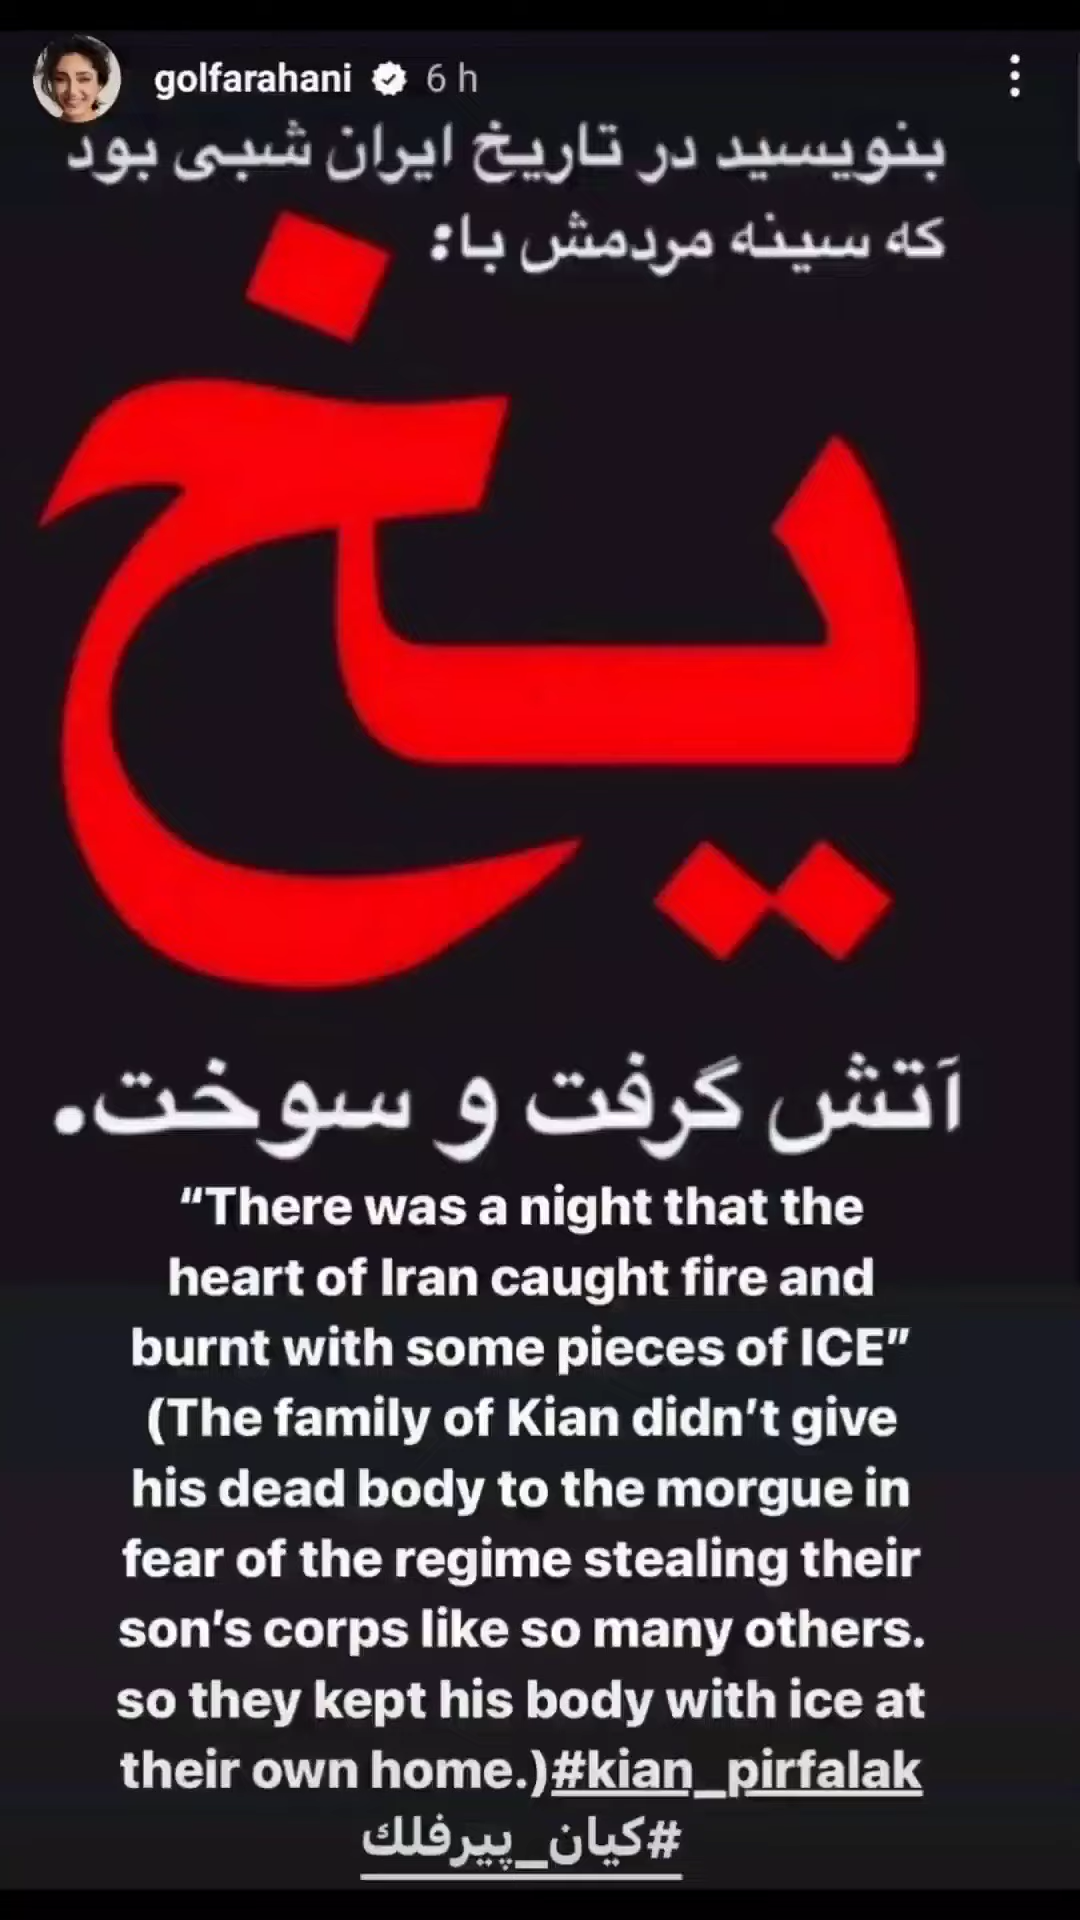 golfarahani 6 h
بنویسید در تاریخ ایران شبی بود
که سینه مردمش با:
یخ
آتش گرفت و سوخت.
“There was a night that the
heart of Iran caught fire and
burnt with some pieces of ICE”
(The family of Kian didn’t give
his dead body to the morgue in
fear of the regime stealing their
son’s corps like so many others.
so they kept his body with ice at
their own home.)#kian_pirfalak
#کیان_پیرفلك